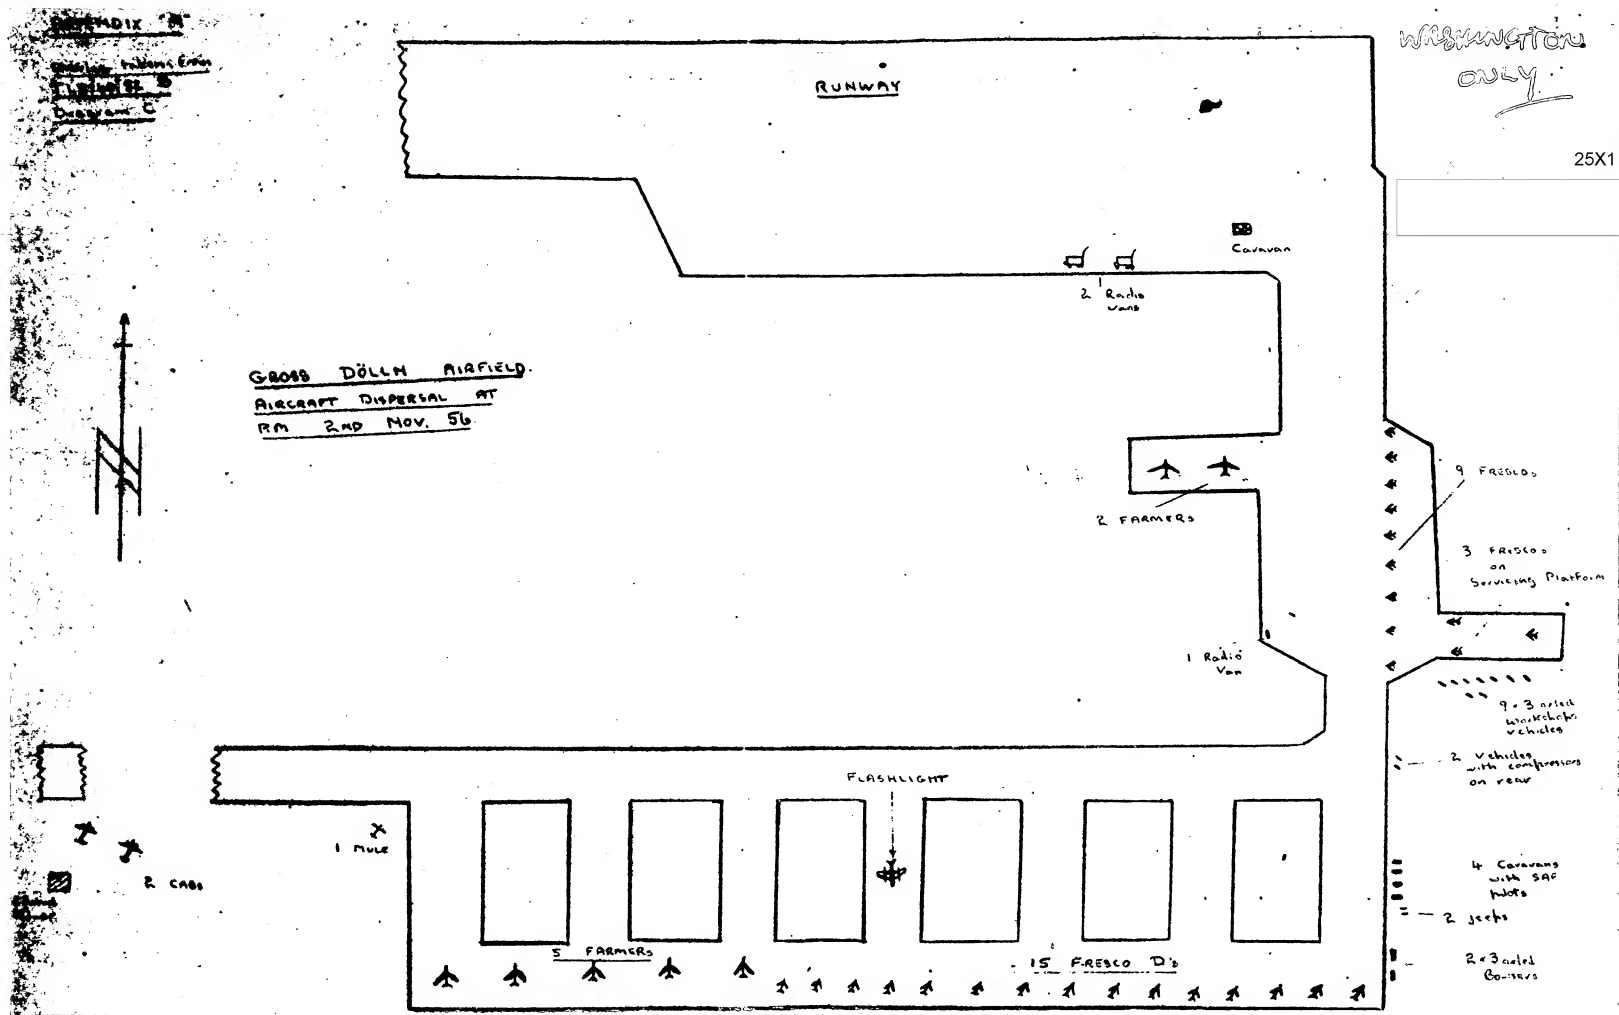 APPENDIX "M"
Diagram C
WASHINGTON
ONLY
25X1
RUNWAY
Caravan
2 Radio
Vans
GROSS DÖLLN AIRFIELD.
AIRCRAFT DISPERSAL AT
PM 2ND NOV. 56
9 FRESCOs
2 FARMERS
3 FRESCOs
on
Servicing Platform
1 Radio
Van
9 x 3 axled
workshop
vehicles
2 Vehicles
with compressors
on rear
FLASHLIGHT
1 MULE
2 CABS
4 Caravans
with SAF
pilots
2 jeeps
5 FARMERS
15 FRESCO D's
2 x 3 axled
Bowsers